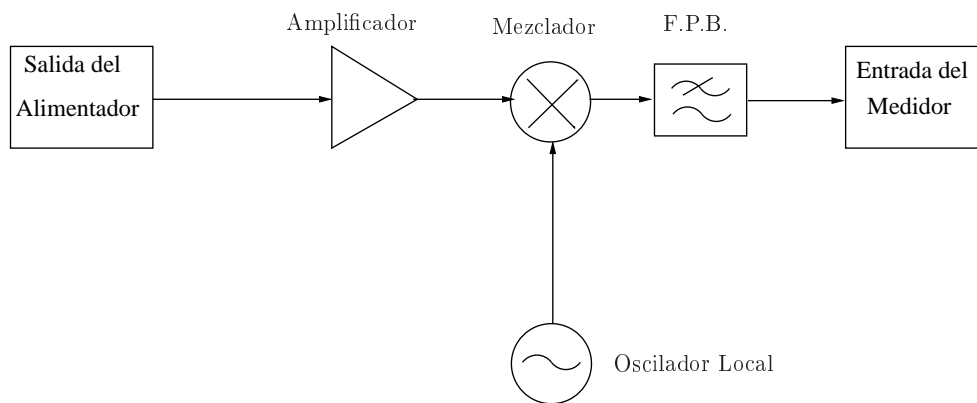 Amplificador
Mezclador
F.P.B.
Salida del
Alimentador
Entrada del
Medidor
Oscilador Local